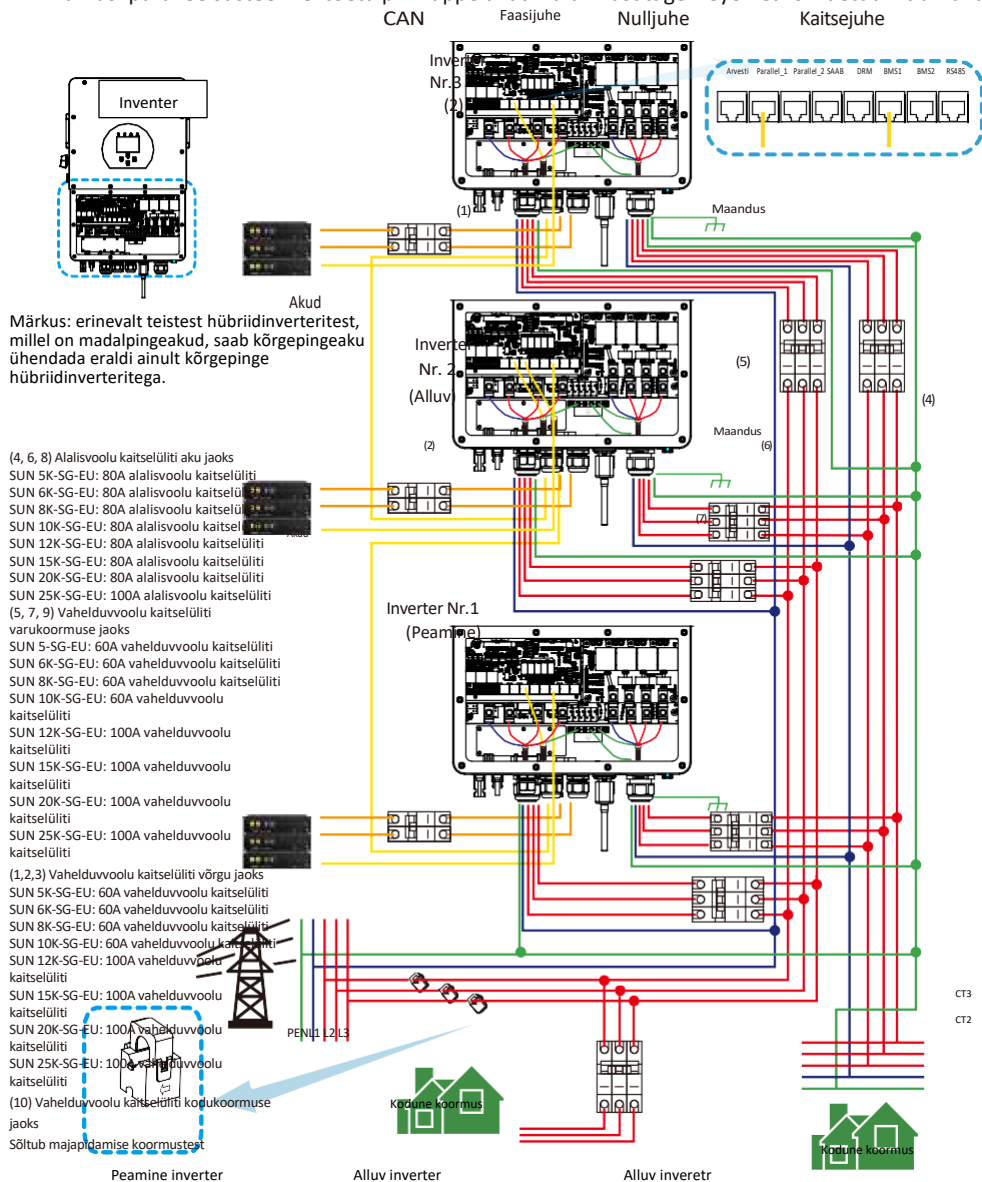 CAN Faasijuhe Nulljuhe Kaitsejuhe
Inventer
Inverter
Nr.3
(2)
Arvesti Parallel_1 Parallel_2 SAAB DRM BMS1 BMS2 RS485
(1)
Maandus
Akud
Märkus: erinevalt teistest hübriidinverteritest,
millel on madalpingeakud, saab kõrgepingeaku
ühendada eraldi ainult kõrgepinge
hübriidinverteritega.
Inverter
Nr. 2
(Alluv)
(5)
(4)
(2)
Maandus
(6)
(4, 6, 8) Alalisvoolu kaitselüliti aku jaoks
SUN 5K-SG-EU: 80A alalisvoolu kaitselüliti
SUN 6K-SG-EU: 80A alalisvoolu kaitselüliti
SUN 8K-SG-EU: 80A alalisvoolu kaitselüliti
SUN 10K-SG-EU: 80A alalisvoolu kaitselüliti
SUN 12K-SG-EU: 80A alalisvoolu kaitselüliti
SUN 15K-SG-EU: 80A alalisvoolu kaitselüliti
SUN 20K-SG-EU: 80A alalisvoolu kaitselüliti
SUN 25K-SG-EU: 100A alalisvoolu kaitselüliti
Akud
(7)
(5, 7, 9) Vahelduvvoolu kaitselüliti
varukoormuse jaoks
SUN 5-SG-EU: 60A vahelduvvoolu kaitselüliti
SUN 6K-SG-EU: 60A vahelduvvoolu kaitselüliti
SUN 8K-SG-EU: 60A vahelduvvoolu kaitselüliti
SUN 10K-SG-EU: 60A vahelduvvoolu
kaitselüliti
SUN 12K-SG-EU: 100A vahelduvvoolu
kaitselüliti
SUN 15K-SG-EU: 100A vahelduvvoolu
kaitselüliti
SUN 20K-SG-EU: 100A vahelduvvoolu
kaitselüliti
SUN 25K-SG-EU: 100A vahelduvvoolu
kaitselüliti
Inverter Nr.1
(Peamine)
(1,2,3) Vahelduvvoolu kaitselüliti võrgu jaoks
SUN 5K-SG-EU: 60A vahelduvvoolu kaitselüliti
SUN 6K-SG-EU: 60A vahelduvvoolu kaitselüliti
SUN 8K-SG-EU: 60A vahelduvvoolu kaitselüliti
SUN 10K-SG-EU: 60A vahelduvvoolu kaitselüliti
SUN 12K-SG-EU: 100A vahelduvvoolu
kaitselüliti
SUN 15K-SG-EU: 100A vahelduvvoolu
kaitselüliti
SUN 20K-SG-EU: 100A vahelduvvoolu
kaitselüliti
SUN 25K-SG-EU: 100A vahelduvvoolu
kaitselüliti
(10) Vahelduvvoolu kaitselüliti kodukoormuse
jaoks
Sõltub majapidamise koormustest
PENL1 L2 L3
CT3
CT2
Kodune koormus
Kodune koormus
Peamine inverter Alluv inverter Alluv inveretr